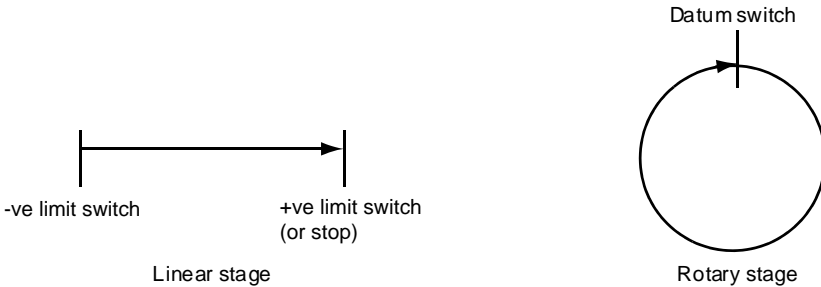 Datum switch
-ve limit switch
+ve limit switch
(or stop)
Linear stage
Rotary stage